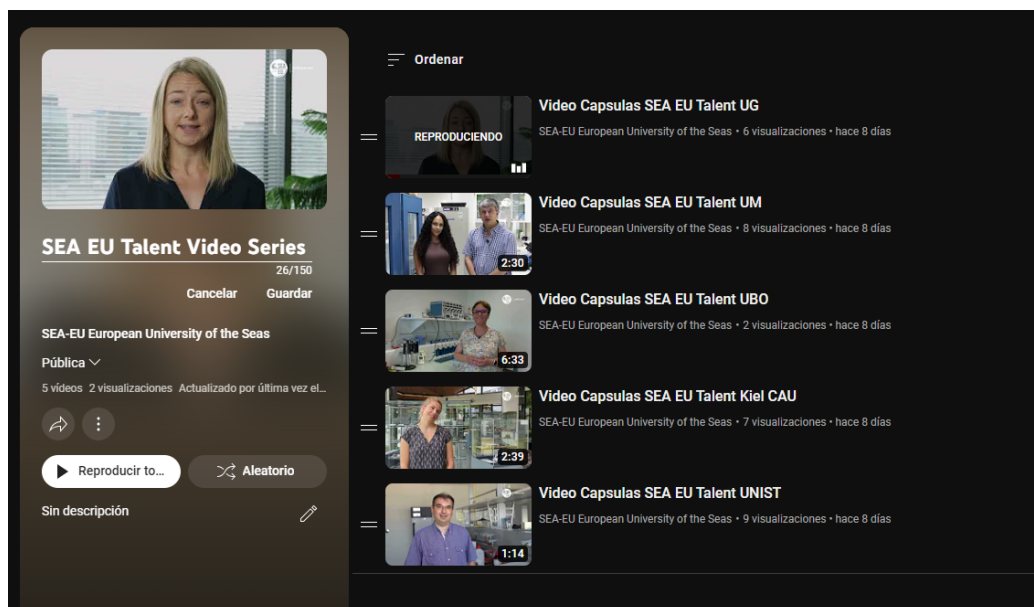 SEA EU Talent Video Series
26/150
Cancelar Guardar
SEA-EU European University of the Seas
Pública
5 vídeos 2 visualizaciones Actualizado por última vez el...
Reproducir to...
Aleatorio
Sin descripción
Ordenar
REPRODUCIENDO
Video Capsulas SEA EU Talent UG
SEA-EU European University of the Seas • 6 visualizaciones • hace 8 días
2:30
Video Capsulas SEA EU Talent UM
SEA-EU European University of the Seas • 8 visualizaciones • hace 8 días
6:33
Video Capsulas SEA EU Talent UBO
SEA-EU European University of the Seas • 2 visualizaciones • hace 8 días
2:39
Video Capsulas SEA EU Talent Kiel CAU
SEA-EU European University of the Seas • 7 visualizaciones • hace 8 días
1:14
Video Capsulas SEA EU Talent UNIST
SEA-EU European University of the Seas • 9 visualizaciones • hace 8 días